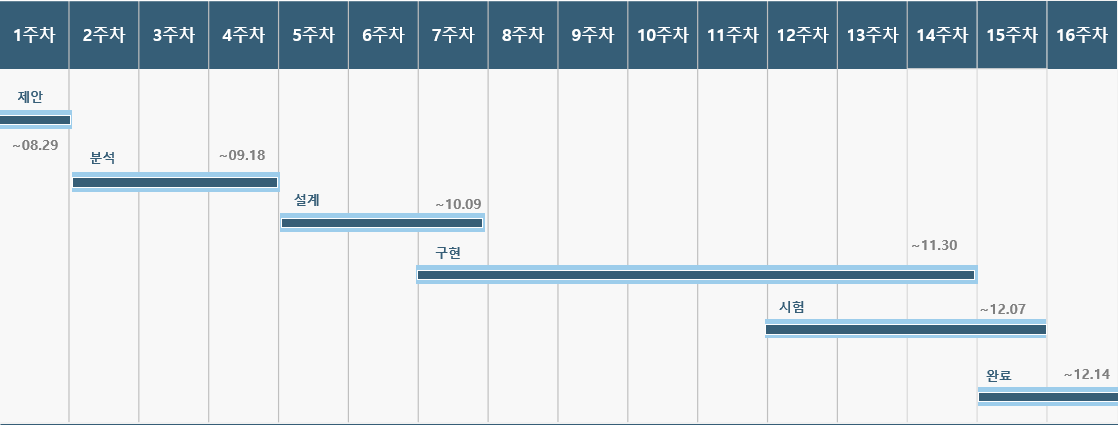 1주차 2주차 3주차 4주차 5주차 6주차 7주차 8주차 9주차 10주차 11주차 12주차 13주차 14주차 15주차 16주차
제안
~08.29
분석 ~09.18
설계 ~10.09
구현 ~11.30
시험 ~12.07
완료 ~12.14